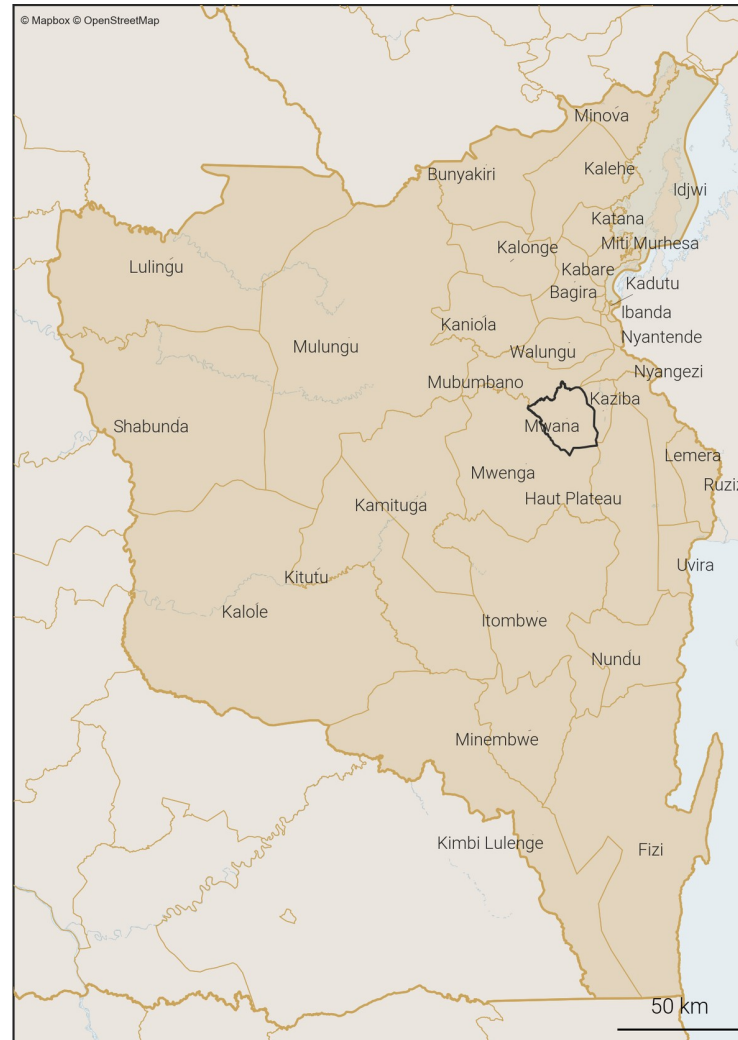 © Mapbox © OpenStreetMap
Minova
Bunyakiri
Kalehe
Idjwi
Katana
Miti Murhesa
Kalonge
Kabare
Lulingu
Kadutu
Bagira
Ibanda
Kaniola
Nyantende
Mulungu
Walungu
Nyangezi
Mubumbano
Kaziba
Shabunda
Mwana
Lemera
Mwenga
Ruziz
Haut Plateau
Kamituga
Uvira
Kitutu
Kalole
Itombwe
Nundu
Minembwe
Kimbi Lulenge
Fizi
50 km